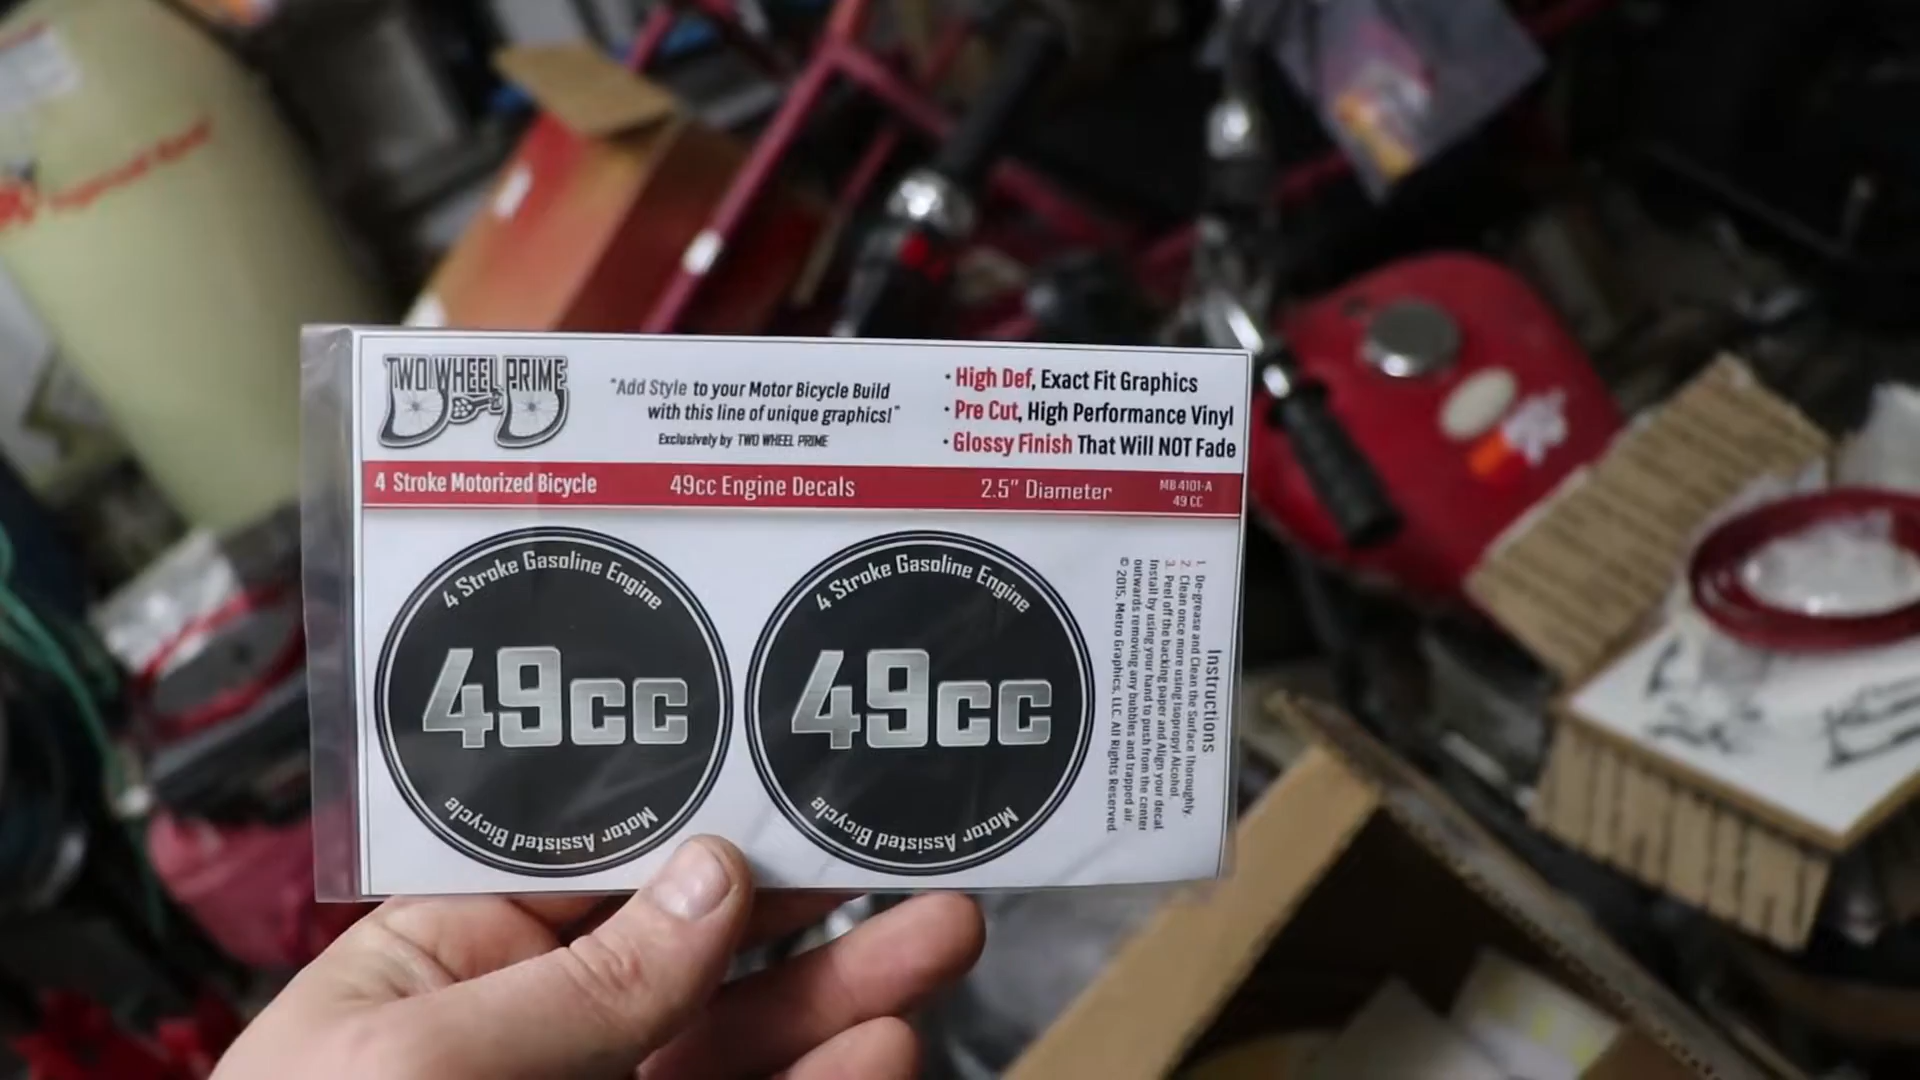 TWO WHEEL PRIME
"Add Style to your Motor Bicycle Build
with this line of unique graphics!"
Exclusively by TWO WHEEL PRIME
· High Def, Exact Fit Graphics
· Pre Cut, High Performance Vinyl
· Glossy Finish That Will NOT Fade
4 Stroke Motorized Bicycle
49cc Engine Decals
2.5" Diameter
MB4101-A
49 CC
4 Stroke Gasoline Engine
49cc
Motor Assisted Bicycle
4 Stroke Gasoline Engine
49cc
Motor Assisted Bicycle
Instructions
1. De-grease and Clean the Surface Thoroughly.
2. Clean once more using Isopropyl Alcohol.
3. Peel off the backing paper and Align your decal.
Install by using your hand to push from the center
outwards removing any bubbles and trapped air.
© 2015, Metro Graphics, LLC. All Rights Reserved.